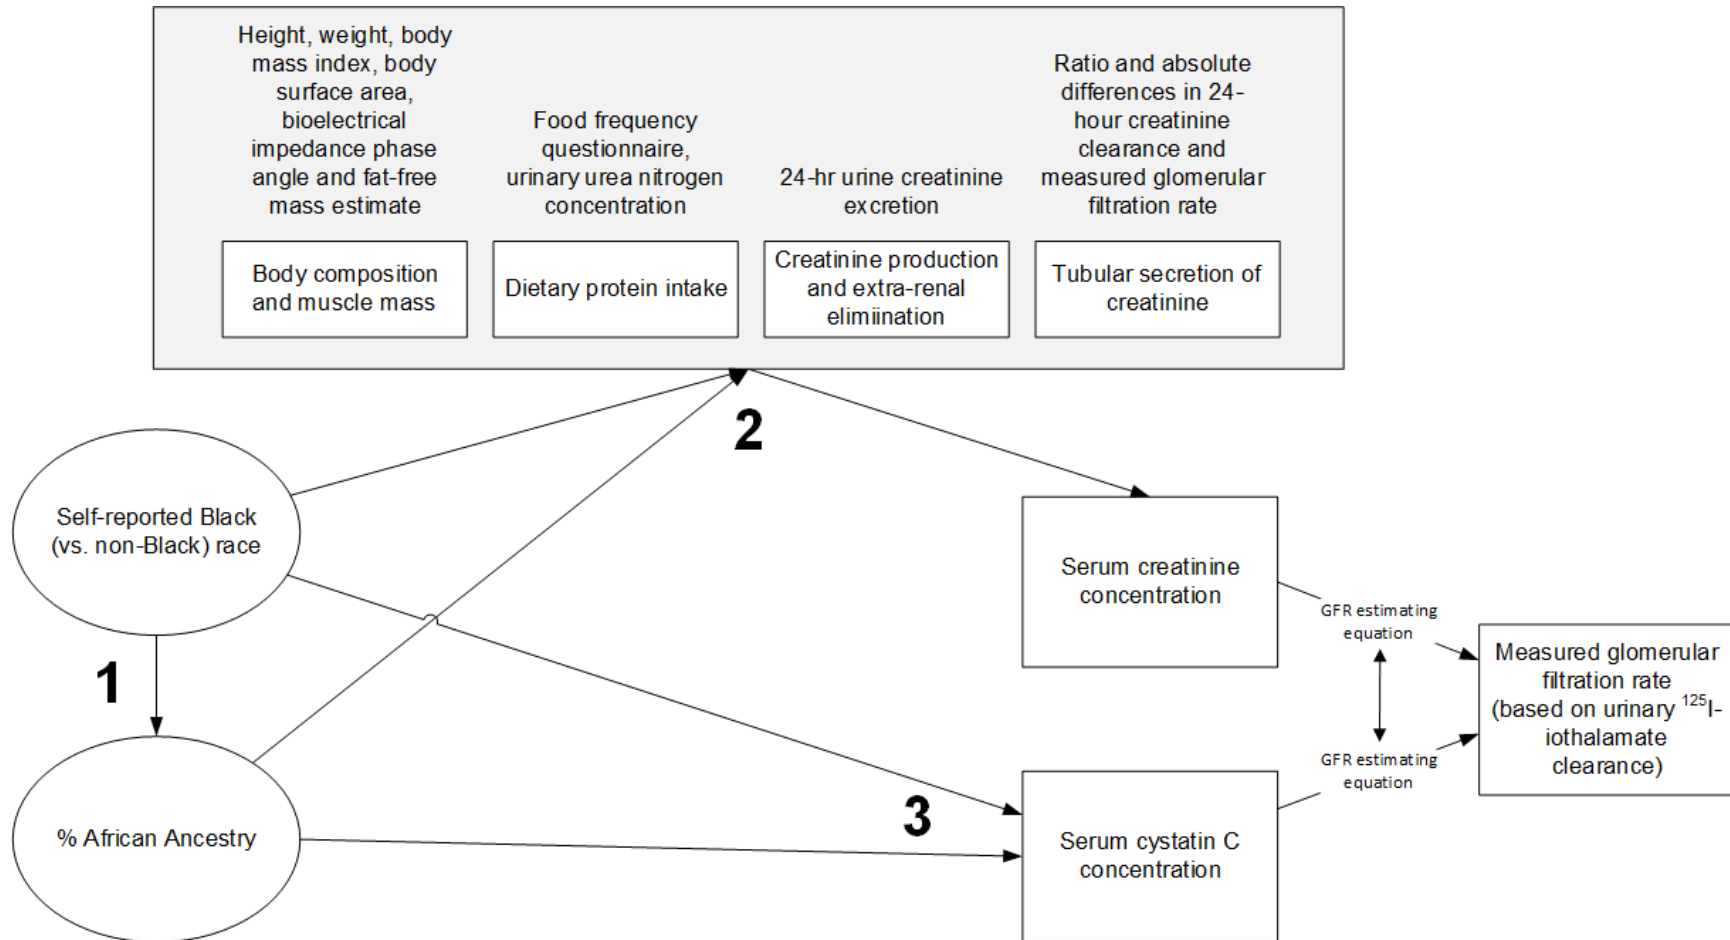 Height, weight, body
mass index, body
surface area,
bioelectrical
impedance phase
angle and fat-free
mass estimate
Food frequency
questionnaire,
urinary urea nitrogen
concentration
24-hr urine creatinine
excretion
Ratio and absolute
differences in 24-
hour creatinine
clearance and
measured glomerular
filtration rate
Body composition
and muscle mass
Dietary protein intake
Creatinine production
and extra-renal
elimiination
Tubular secretion of
creatinine
2
Self-reported Black
(vs. non-Black) race
1
% African Ancestry
3
Serum creatinine
concentration
GFR estimating
equation
Serum cystatin C
concentration
GFR estimating
equation
Measured glomerular
filtration rate
(based on urinary ¹²⁵I-
iothalamate
clearance)